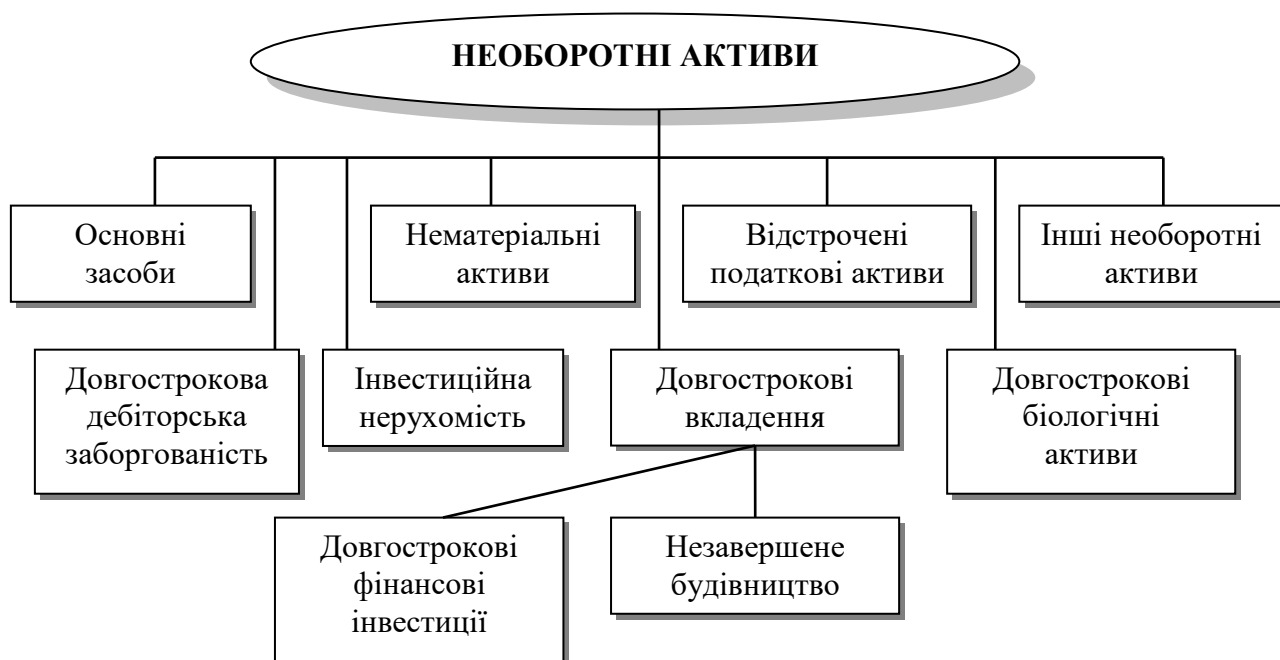 НЕОБОРОТНІ АКТИВИ
Основні
засоби
Нематеріальні
активи
Відстрочені
податкові активи
Інші необоротні
активи
Довгострокова
дебіторська
заборгованість
Інвестиційна
нерухомість
Довгострокові
вкладення
Довгострокові
біологічні
активи
Довгострокові
фінансові
інвестиції
Незавершене
будівництво